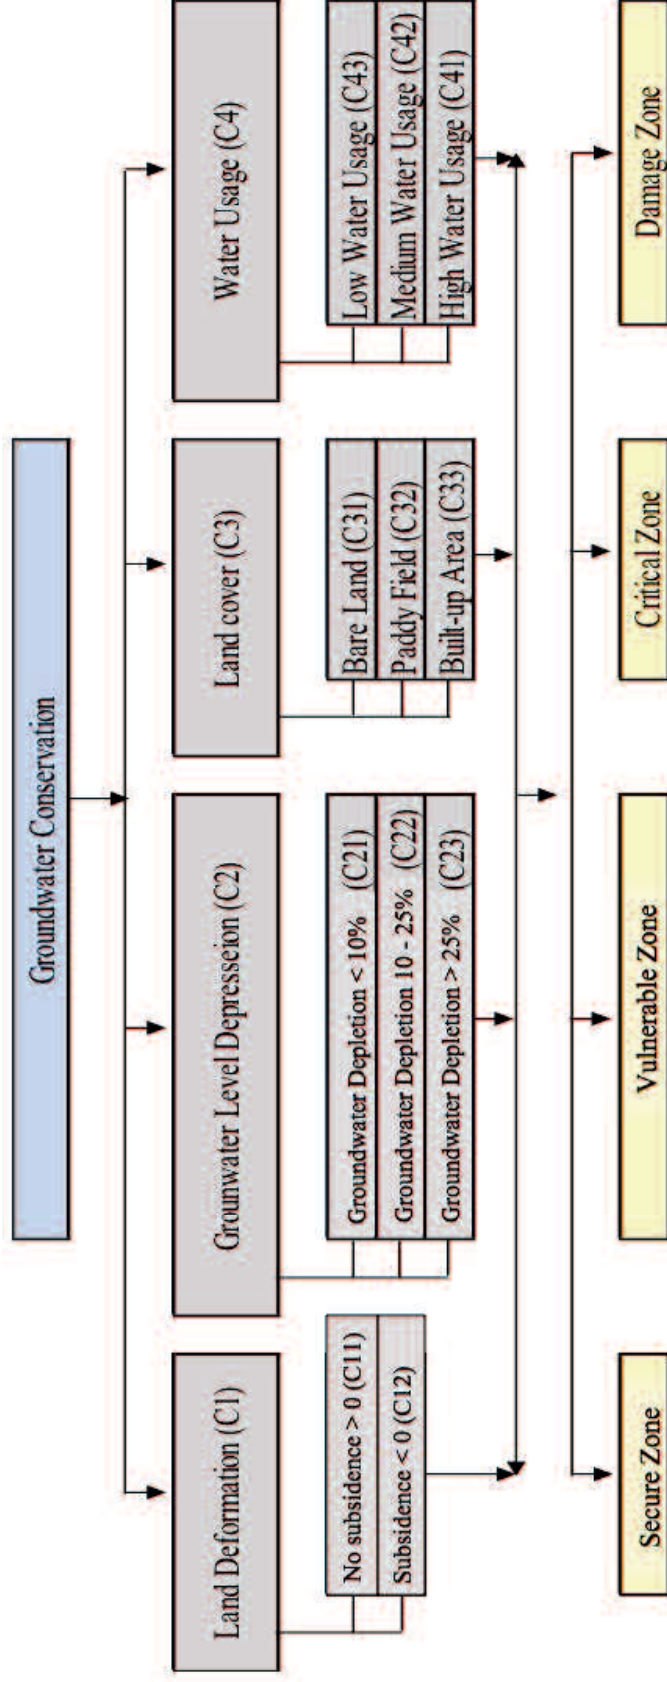 Groundwater Conservation
Land Deformation (C1)
Grounwater Level Depresseion (C2)
Land cover (C3)
Water Usage (C4)
No subsidence > 0 (C11)
Subsidence < 0 (C12)
Groundwater Depletion < 10% (C21)
Groundwater Depletion 10 - 25% (C22)
Groundwater Depletion > 25% (C23)
Bare Land (C31)
Paddy Field (C32)
Built-up Area (C33)
Low Water Usage (C43)
Medium Water Usage (C42)
High Water Usage (C41)
Secure Zone
Vulnerable Zone
Critical Zone
Damage Zone